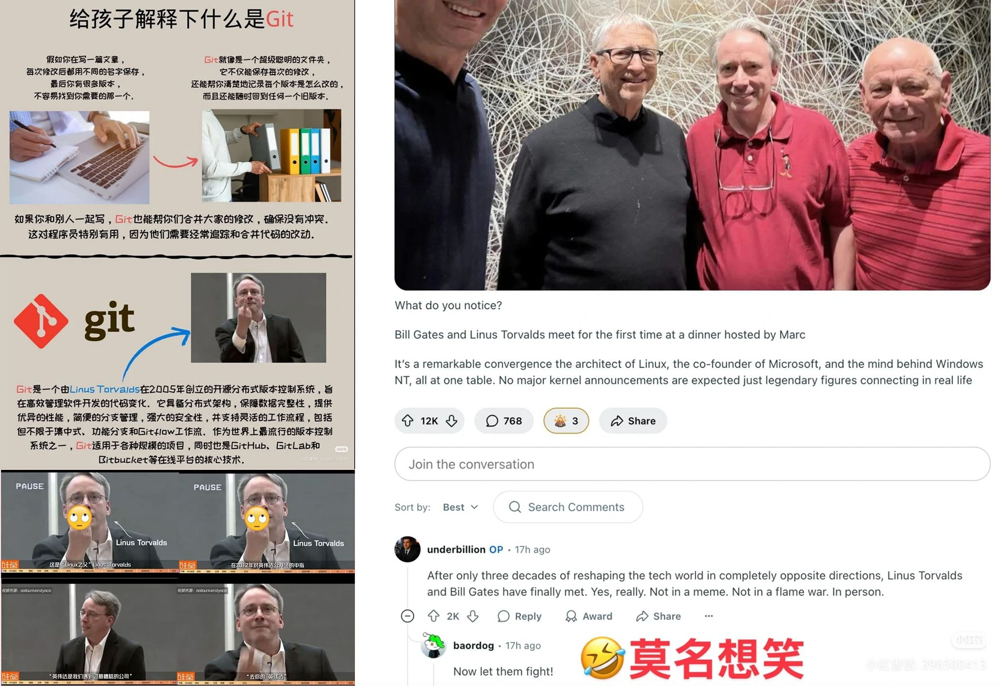 给孩子解释下什么是Git
假如你在写一篇文章，
每次修改后都用不同的名字保存，
最后你有很多版本，
不容易找到你需要的那一个.
Git就像是一个超级聪明的文件夹，
它不仅能保存每次的修改，
还能帮你清楚地记录每个版本是怎么改的，
而且还能随时回到任何一个旧版本.
如果你和别人一起写，Git也能帮你们合并大家的修改，确保没有冲突.
这对程序员特别有用，因为他们需要经常追踪和合并代码的改动.
git
Git是一个由Linus Torvalds在2005年创立的开源分布式版本控制系统，旨
在高效管理软件开发的代码变化. 它具备分布式架构，保障数据完整性，提供
优异的性能，简便的分支管理，强大的安全性，并支持灵活的工作流程，包括
但不限于集中式、功能分支和Gitflow工作流. 作为世界上最流行的版本控制
系统之一，Git适用于各种规模的项目，同时也是GitHub、GitLab和
Bitbucket等在线平台的核心技术.
小红书
PAUSE
Linus Torvalds
硅谷
这是“Linux之父”Linus Torvalds
PAUSE
Linus Torvalds
硅谷
在2012年对英伟达公开竖的中指
视频来源：aaltouniversityace
硅谷
“英伟达是我们遇到过最糟糕的公司”
视频来源：aaltouniversityace
硅谷
“去你的 英伟达”
What do you notice?
Bill Gates and Linus Torvalds meet for the first time at a dinner hosted by Marc
It’s a remarkable convergence the architect of Linux, the co-founder of Microsoft, and the mind behind Windows
NT, all at one table. No major kernel announcements are expected just legendary figures connecting in real life
12K 768 3 Share
Join the conversation
Sort by: Best Search Comments
underbillion OP • 17h ago
After only three decades of reshaping the tech world in completely opposite directions, Linus Torvalds
and Bill Gates have finally met. Yes, really. Not in a meme. Not in a flame war. In person.
2K Reply Award Share
baordog • 17h ago
Now let them fight!
莫名想笑
小红书
小红書號: 396500413